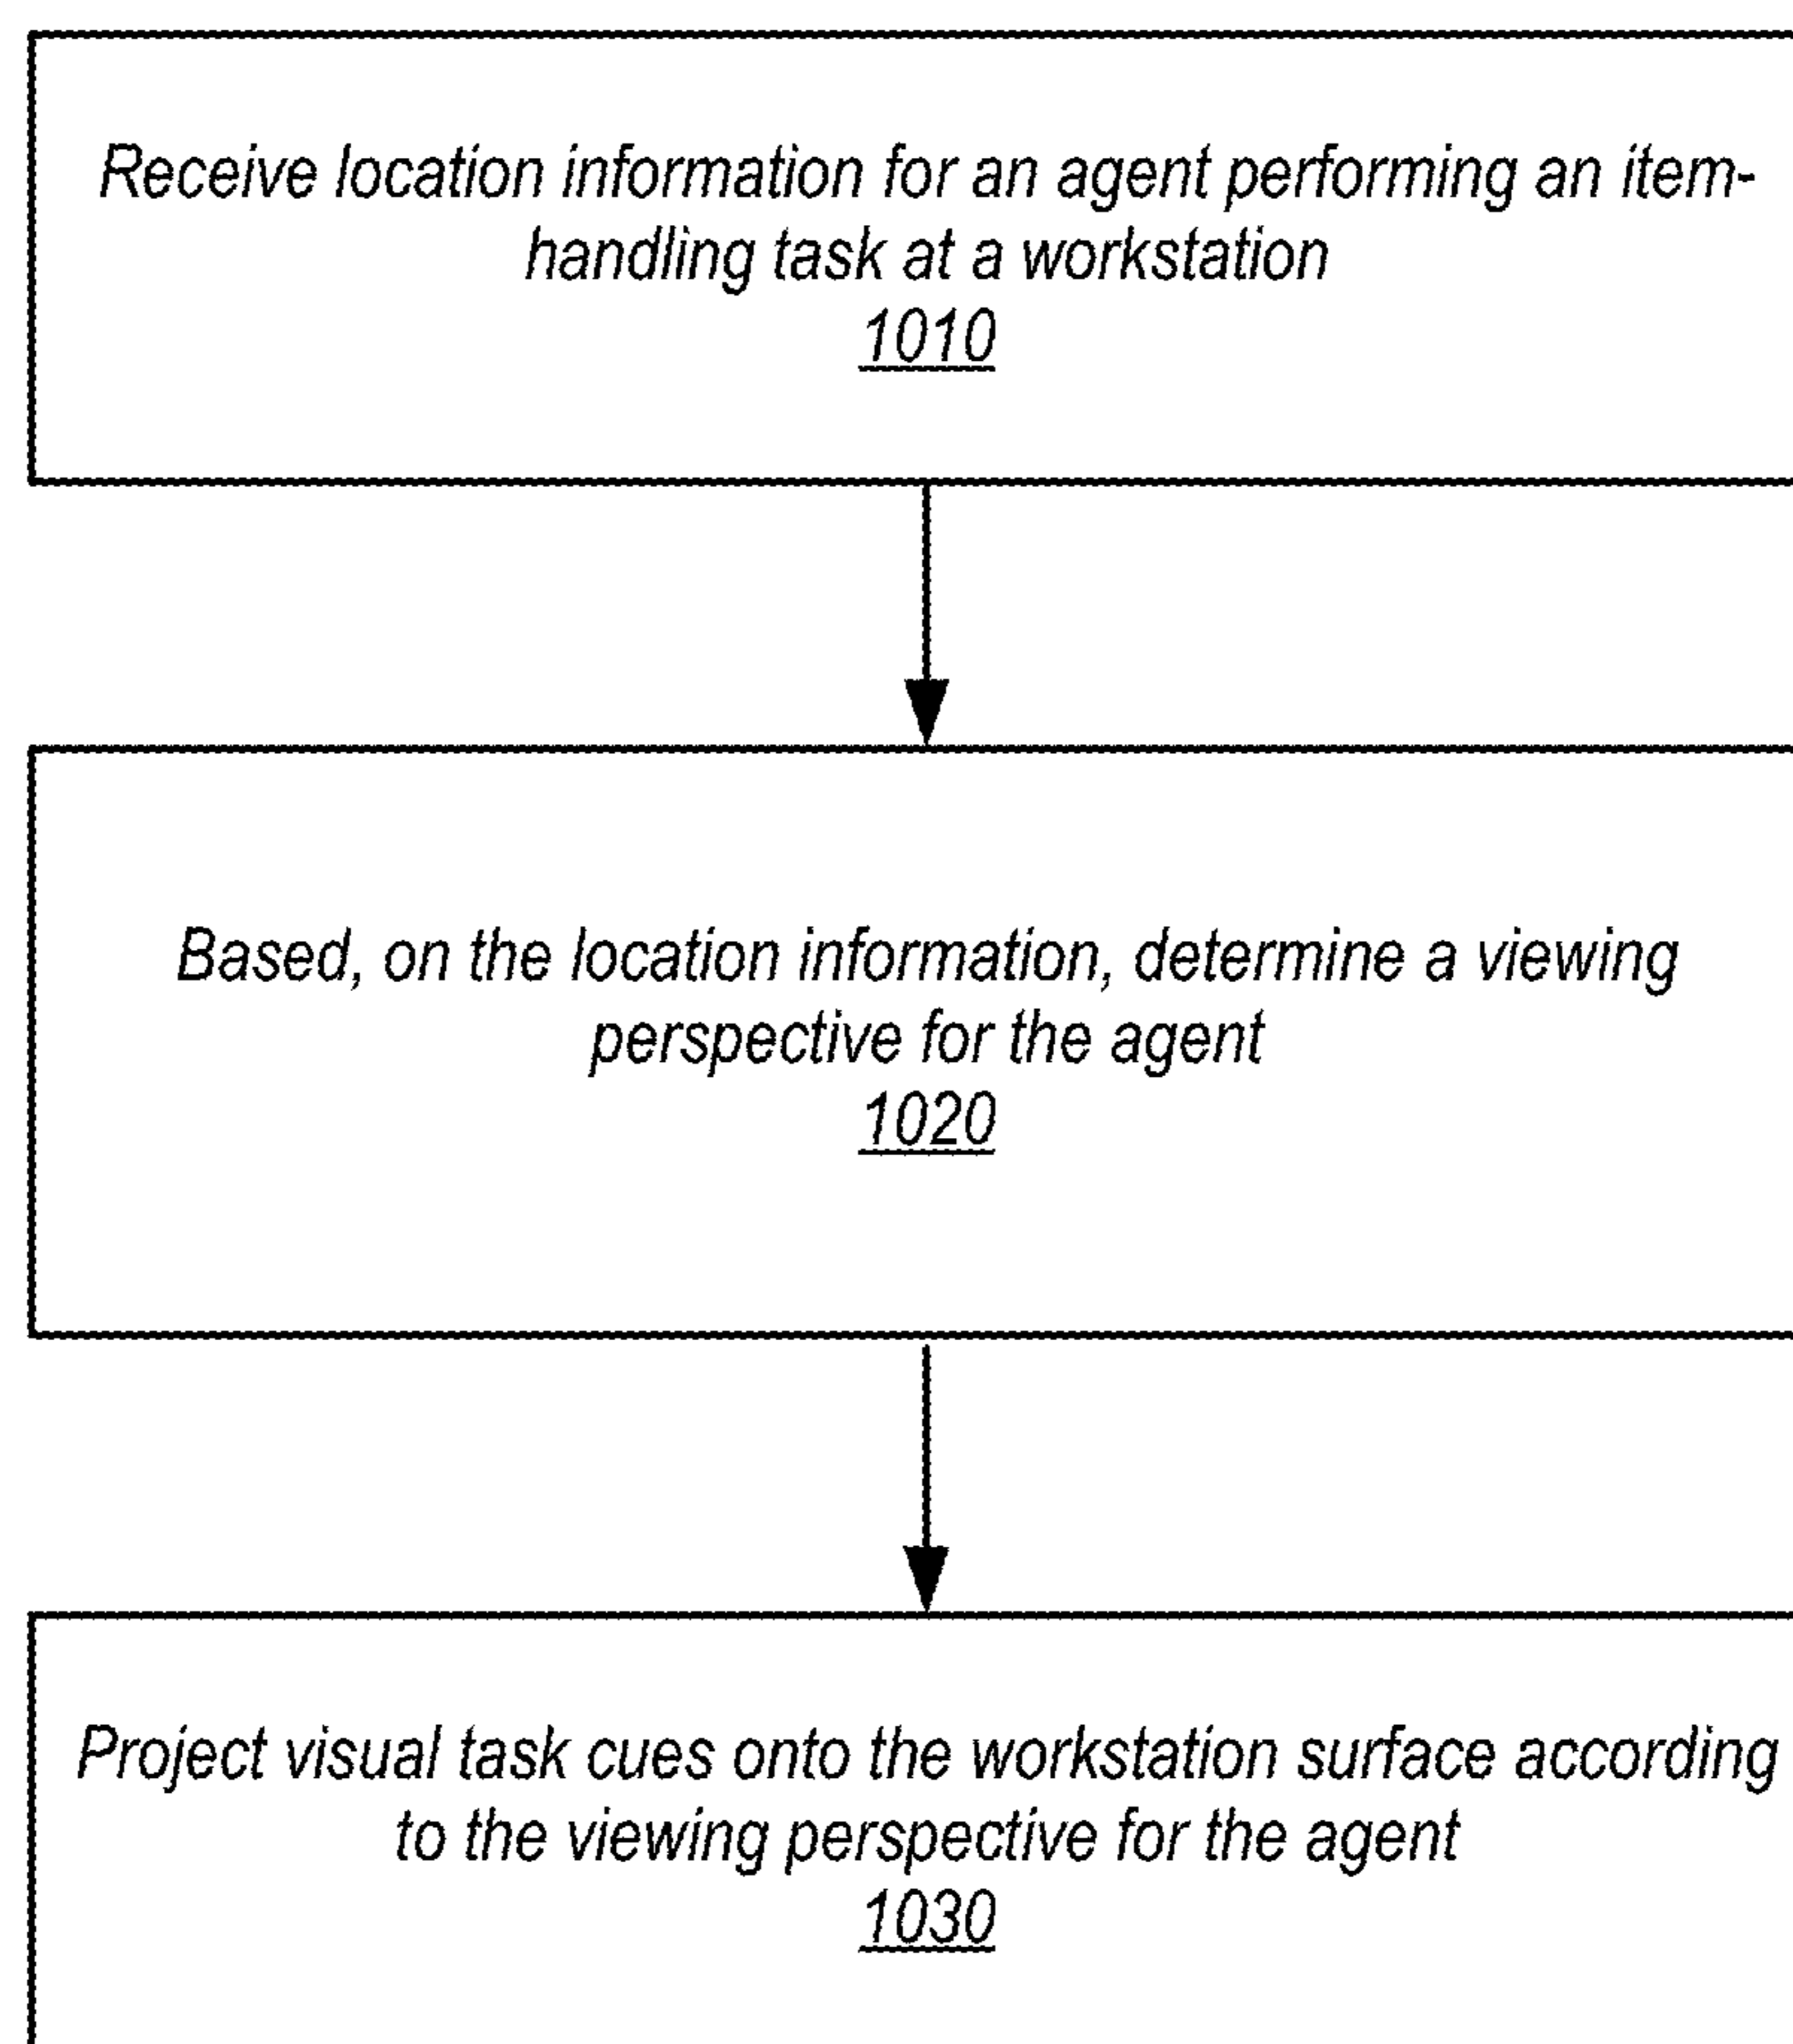 Receive location information for an agent performing an item-
handling task at a workstation
1010
Based, on the location information, determine a viewing
perspective for the agent
1020
Project visual task cues onto the workstation surface according
to the viewing perspective for the agent
1030